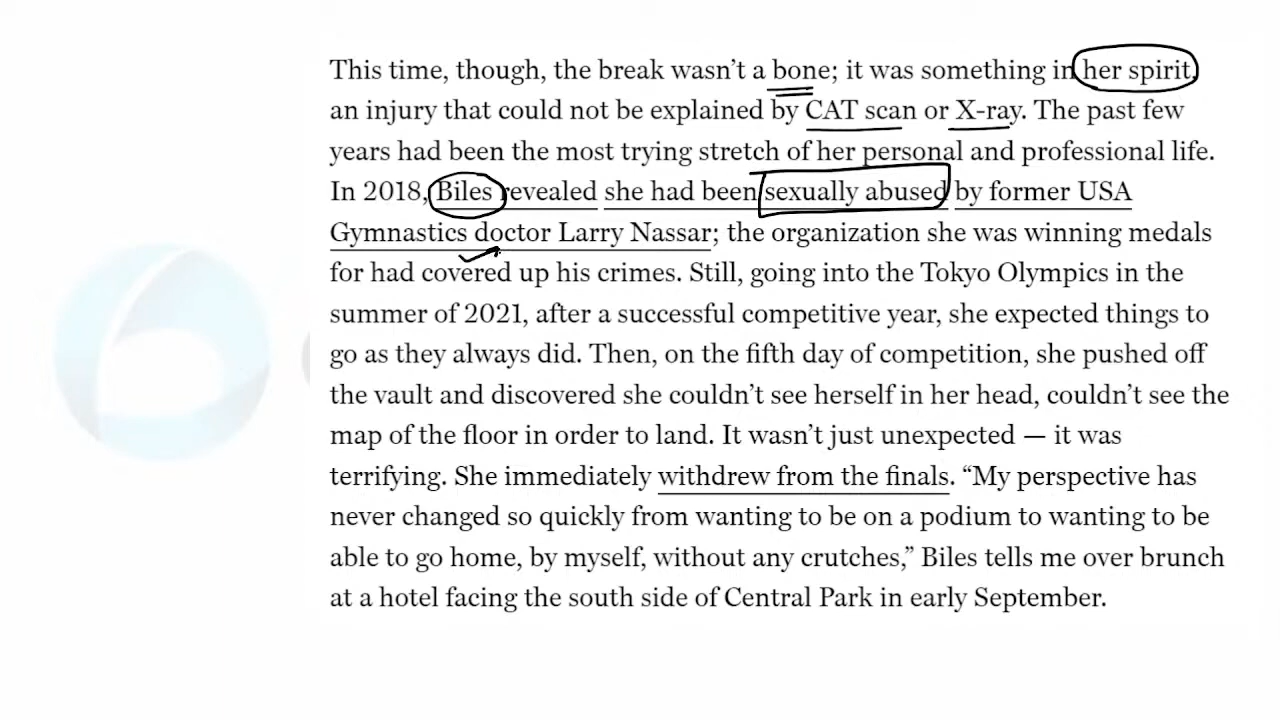 This time, though, the break wasn’t a bone; it was something in her spirit,
an injury that could not be explained by CAT scan or X-ray. The past few
years had been the most trying stretch of her personal and professional life.
In 2018, Biles revealed she had been sexually abused by former USA
Gymnastics doctor Larry Nassar; the organization she was winning medals
for had covered up his crimes. Still, going into the Tokyo Olympics in the
summer of 2021, after a successful competitive year, she expected things to
go as they always did. Then, on the fifth day of competition, she pushed off
the vault and discovered she couldn’t see herself in her head, couldn’t see the
map of the floor in order to land. It wasn’t just unexpected — it was
terrifying. She immediately withdrew from the finals. “My perspective has
never changed so quickly from wanting to be on a podium to wanting to be
able to go home, by myself, without any crutches,” Biles tells me over brunch
at a hotel facing the south side of Central Park in early September.